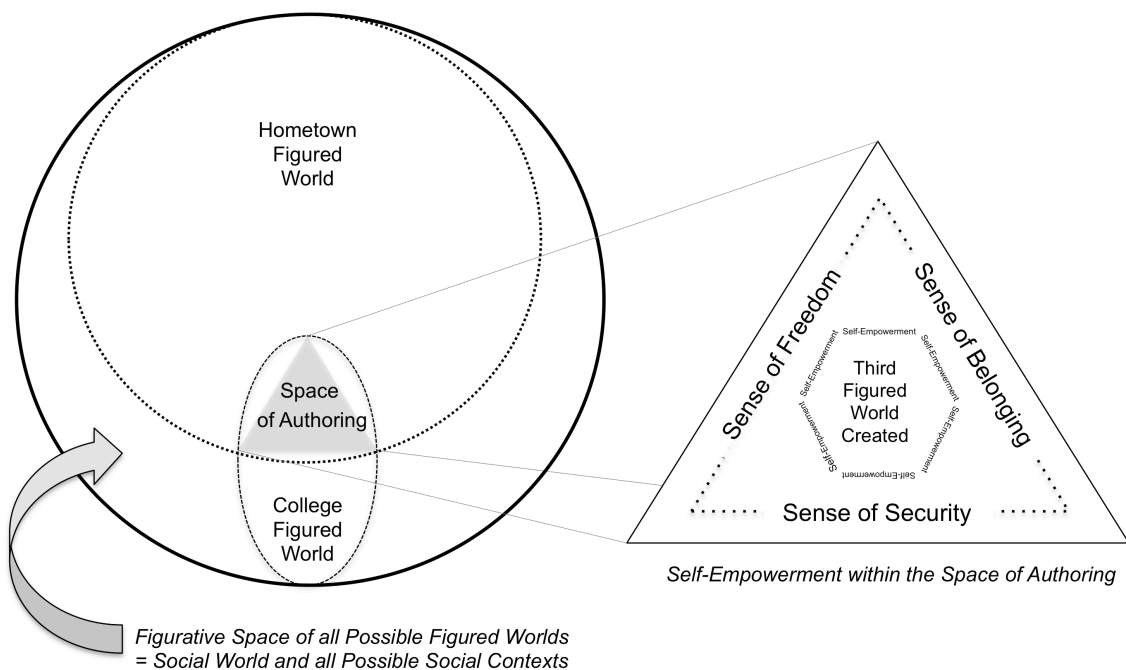 Hometown
Figured
World
Space
of Authoring
College
Figured
World
Figurative Space of all Possible Figured Worlds
= Social World and all Possible Social Contexts
Sense of Freedom
Sense of Belonging
Sense of Security
Self-Empowerment
Self-Empowerment
Self-Empowerment
Self-Empowerment
Self-Empowerment
Self-Empowerment
Third
Figured
World
Created
Self-Empowerment within the Space of Authoring